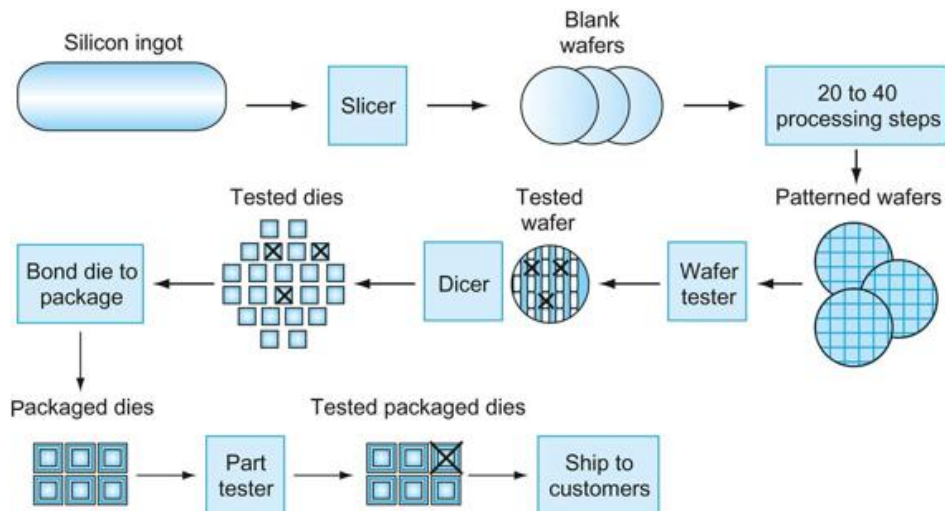 Silicon ingot
Slicer
Blank
wafers
20 to 40
processing steps
Patterned wafers
Wafer
tester
Tested
wafer
Dicer
Tested dies
Bond die to
package
Packaged dies
Part
tester
Tested packaged dies
Ship to
customers